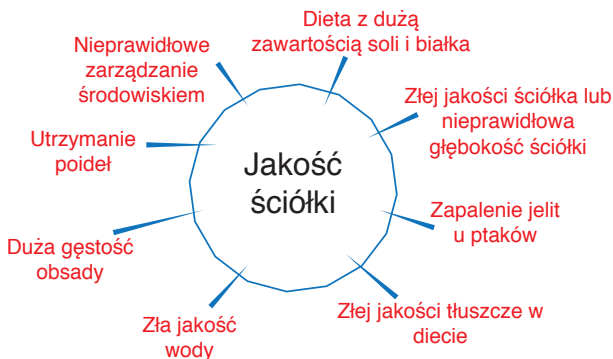 Dieta z dużą
zawartością soli i białka
Złej jakości ściółka lub
nieprawidłowa
głębokość ściółki
Zapalenie jelit
u ptaków
Złej jakości tłuszcze w
diecie
Zła jakość
wody
Duża gęstość
obsady
Utrzymanie
poideł
Nieprawidłowe
zarządzanie
środowiskiem
Jakość
ściółki